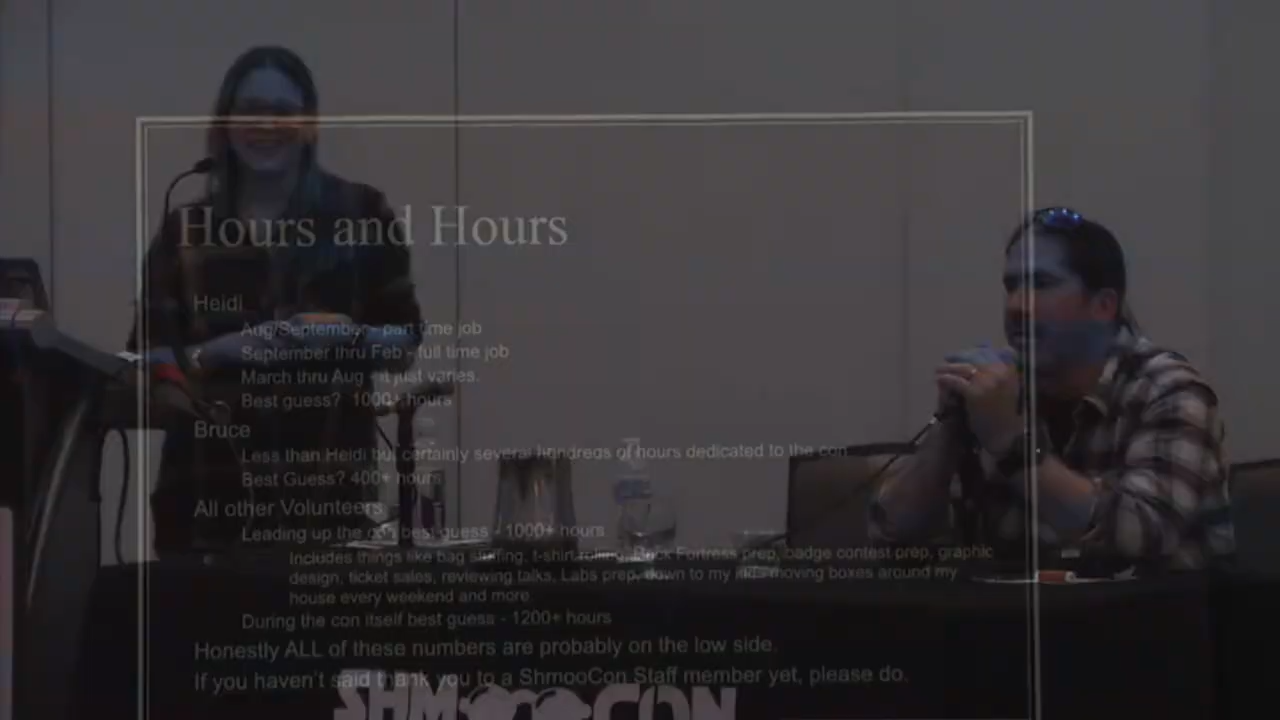 Hours and Hours
Heidi
Aug/September - part time job
September thru Feb - full time job
March thru Aug - it just varies.
Best guess? 1000+ hours
Bruce
Less than Heidi but certainly several hundreds of hours dedicated to the con
Best Guess? 400+ hours
All other Volunteers
Leading up the con best guess - 1000+ hours
Includes things like bag stuffing, t-shirt rolling, Rock Fortress prep, badge contest prep, graphic
design, ticket sales, reviewing talks, Labs prep, down to my kids moving boxes around my
house every weekend and more.
During the con itself best guess - 1200+ hours
Honestly ALL of these numbers are probably on the low side.
If you haven't said thank you to a ShmooCon Staff member yet, please do.
SHMOOCON